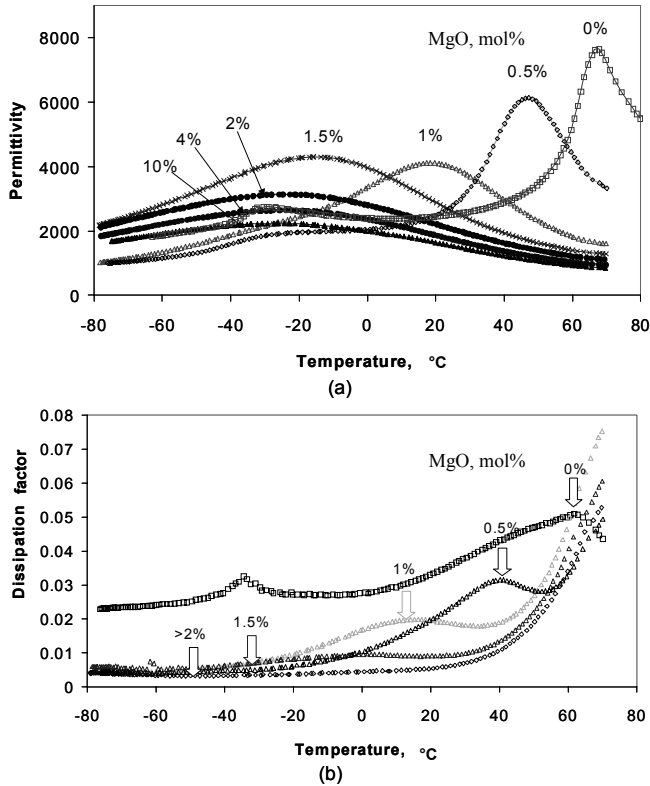 MgO, mol%
0%
0.5%
1%
1.5%
2%
4%
10%
8000
6000
4000
2000
0
Permittivity
-80 -60 -40 -20 0 20 40 60 80
Temperature, °C
(a)
0.08
0.07
0.06
0.05
0.04
0.03
0.02
0.01
0
Dissipation factor
MgO, mol%
0%
0.5%
1%
1.5%
>2%
-80 -60 -40 -20 0 20 40 60 80
Temperature, °C
(b)